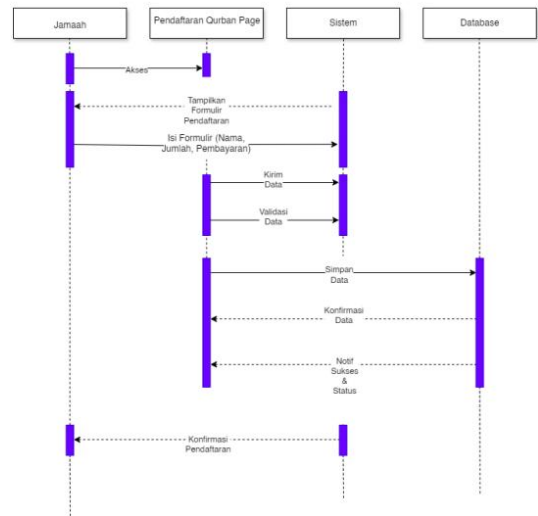 Jamaah
Pendaftaran Qurban Page
Sistem
Database
Akses
Tampilkan
Formulir
Pendaftaran
Isi Formulir (Nama,
Jumlah, Pembayaran)
Kirim
Data
Validasi
Data
Simpan
Data
Konfirmasi
Data
Notif
Sukses
&
Status
Konfirmasi
Pendaftaran